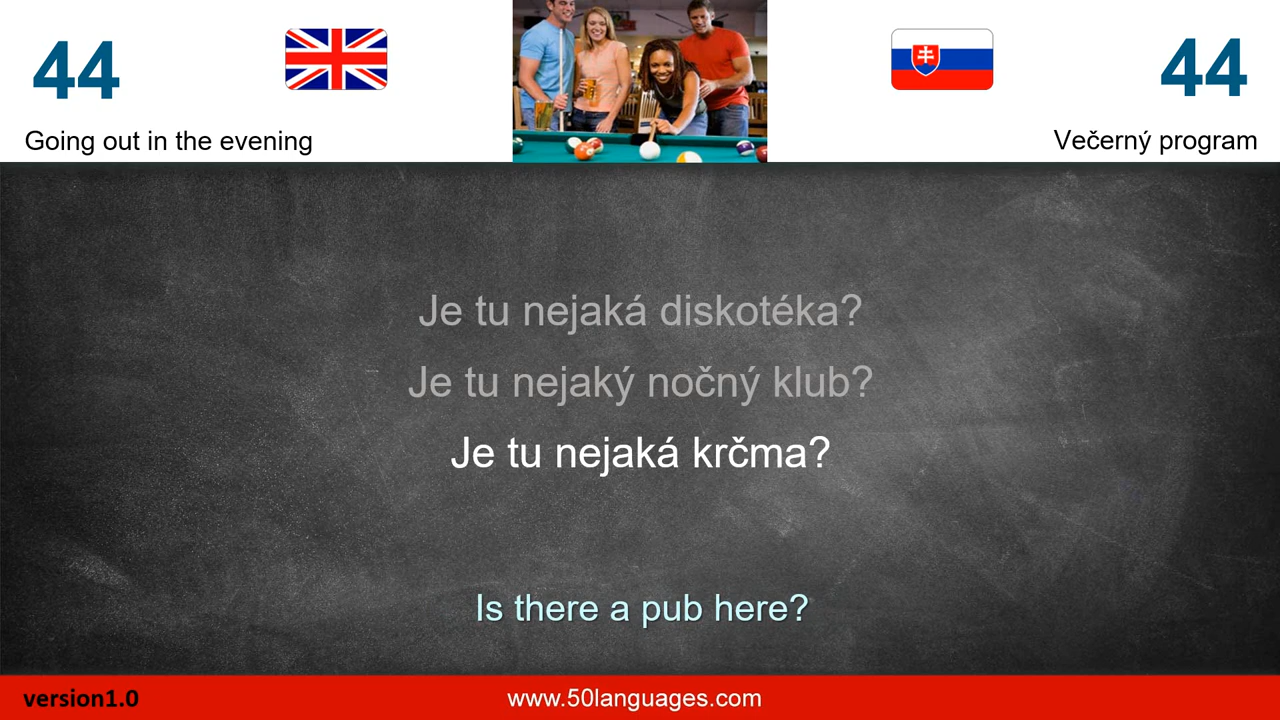 44
44
Going out in the evening
Večerný program
Je tu nejaká diskotéka?
Je tu nejaký nočný klub?
Je tu nejaká krčma?
Is there a pub here?
version1.0
www.50languages.com